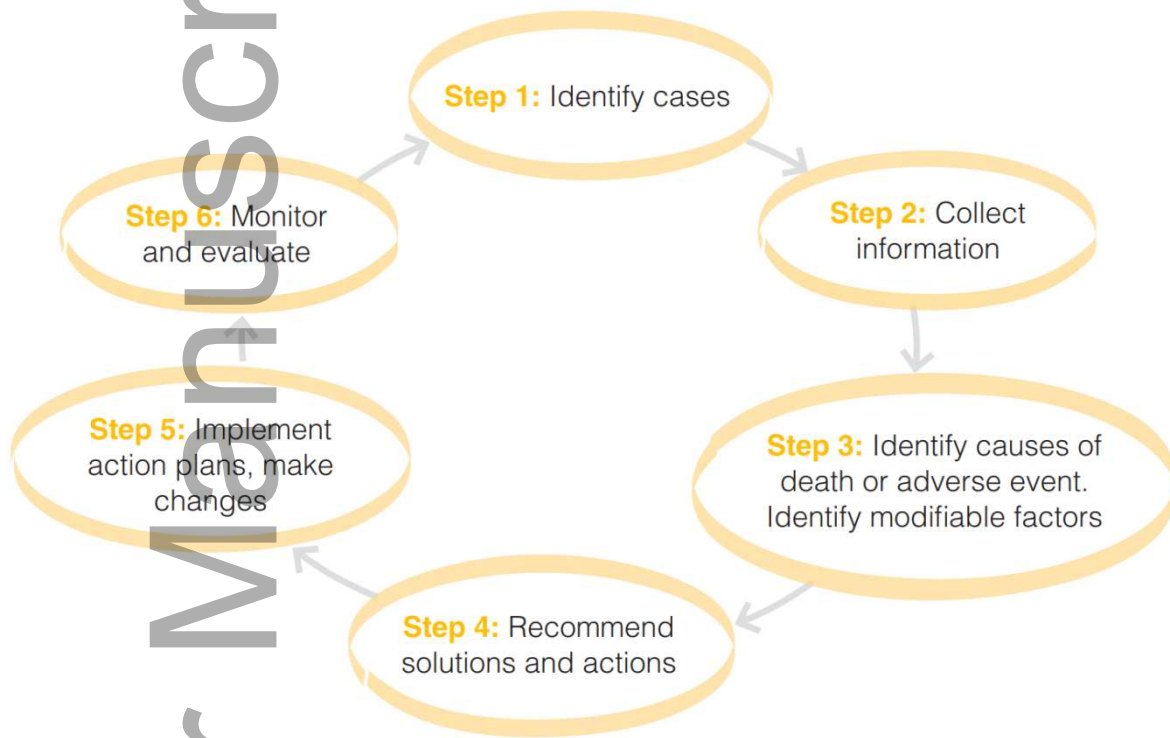 Step 1: Identify cases
Step 2: Collect
information
Step 3: Identify causes of
death or adverse event.
Identify modifiable factors
Step 4: Recommend
solutions and actions
Step 5: Implement
action plans, make
changes
Step 6: Monitor
and evaluate
r Manuscr